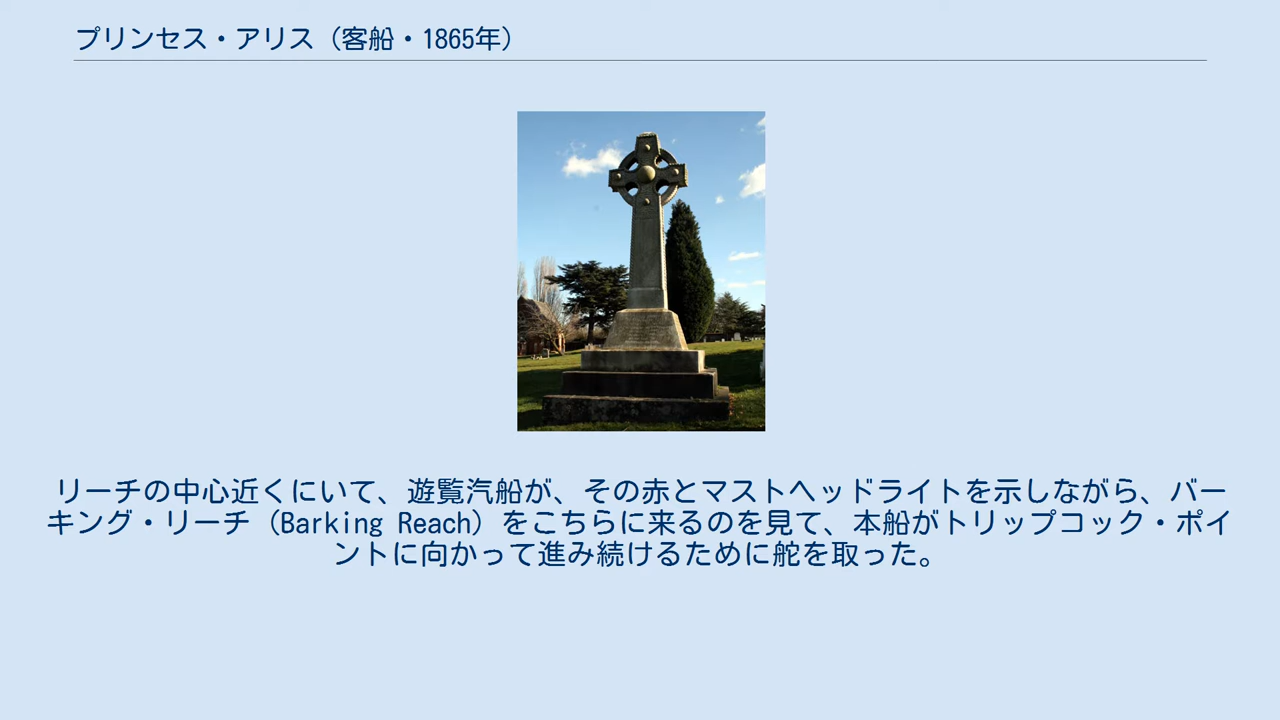 プリンセス・アリス（客船・1865年）
リーチの中心近くにいて、遊覧汽船が、その赤とマストヘッドライトを示しながら、バー
キング・リーチ（Barking Reach）をこちらに来るのを見て、本船がトリップコック・ポイ
ントに向かって進み続けるために舵を取った。